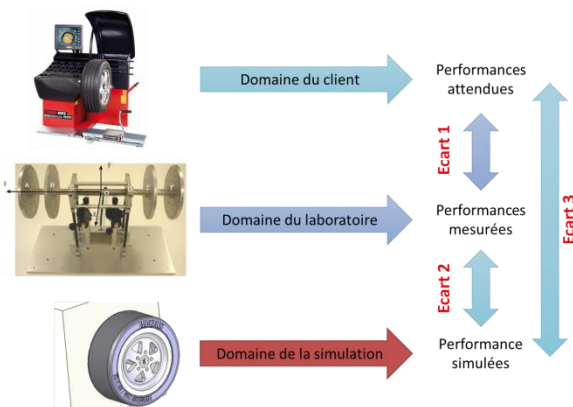 Domaine du client
Performances
attendues
Ecart 1
Domaine du laboratoire
Performances
mesurées
Ecart 2
Ecart 3
Domaine de la simulation
Performance
simulées